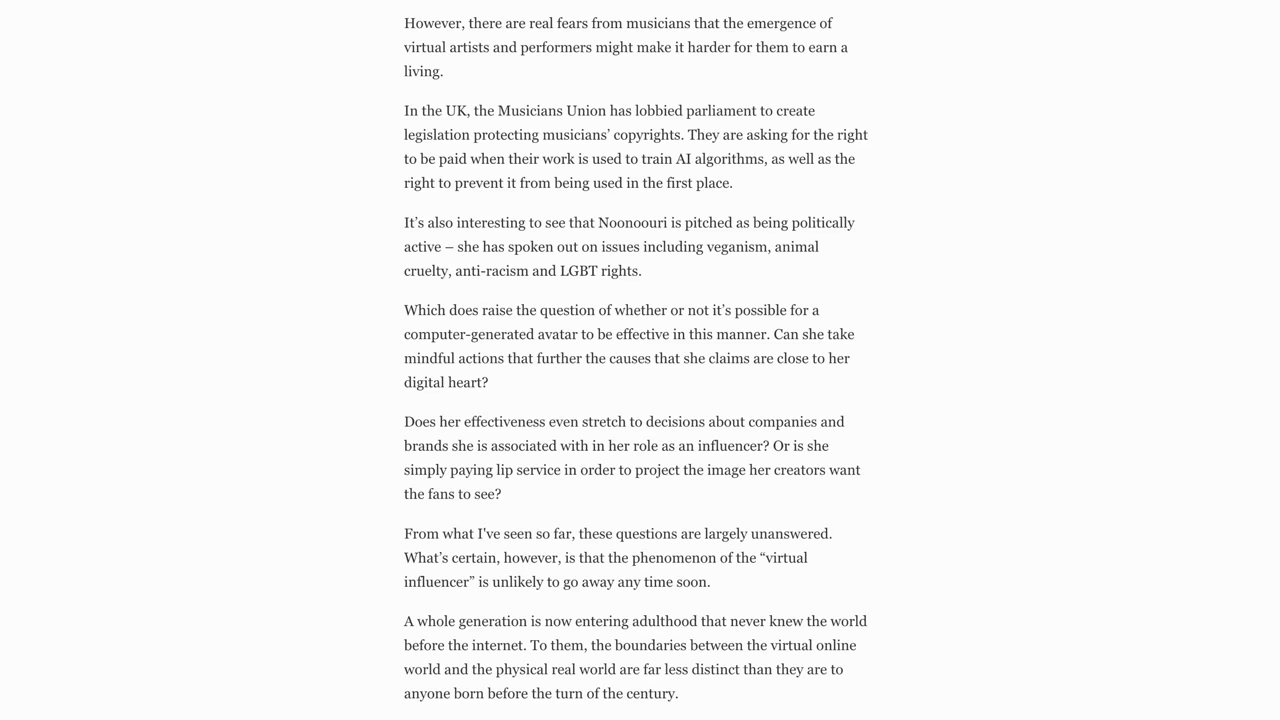 However, there are real fears from musicians that the emergence of
virtual artists and performers might make it harder for them to earn a
living.
In the UK, the Musicians Union has lobbied parliament to create
legislation protecting musicians’ copyrights. They are asking for the right
to be paid when their work is used to train AI algorithms, as well as the
right to prevent it from being used in the first place.
It’s also interesting to see that Noonoouri is pitched as being politically
active – she has spoken out on issues including veganism, animal
cruelty, anti-racism and LGBT rights.
Which does raise the question of whether or not it’s possible for a
computer-generated avatar to be effective in this manner. Can she take
mindful actions that further the causes that she claims are close to her
digital heart?
Does her effectiveness even stretch to decisions about companies and
brands she is associated with in her role as an influencer? Or is she
simply paying lip service in order to project the image her creators want
the fans to see?
From what I've seen so far, these questions are largely unanswered.
What’s certain, however, is that the phenomenon of the “virtual
influencer” is unlikely to go away any time soon.
A whole generation is now entering adulthood that never knew the world
before the internet. To them, the boundaries between the virtual online
world and the physical real world are far less distinct than they are to
anyone born before the turn of the century.